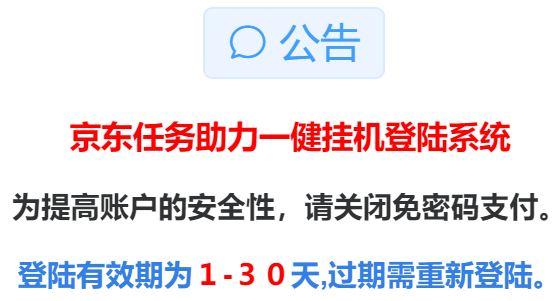 公告
京东任务助力一健挂机登陆系统
为提高账户的安全性，请关闭免密码支付。
登陆有效期为1-30天,过期需重新登陆。